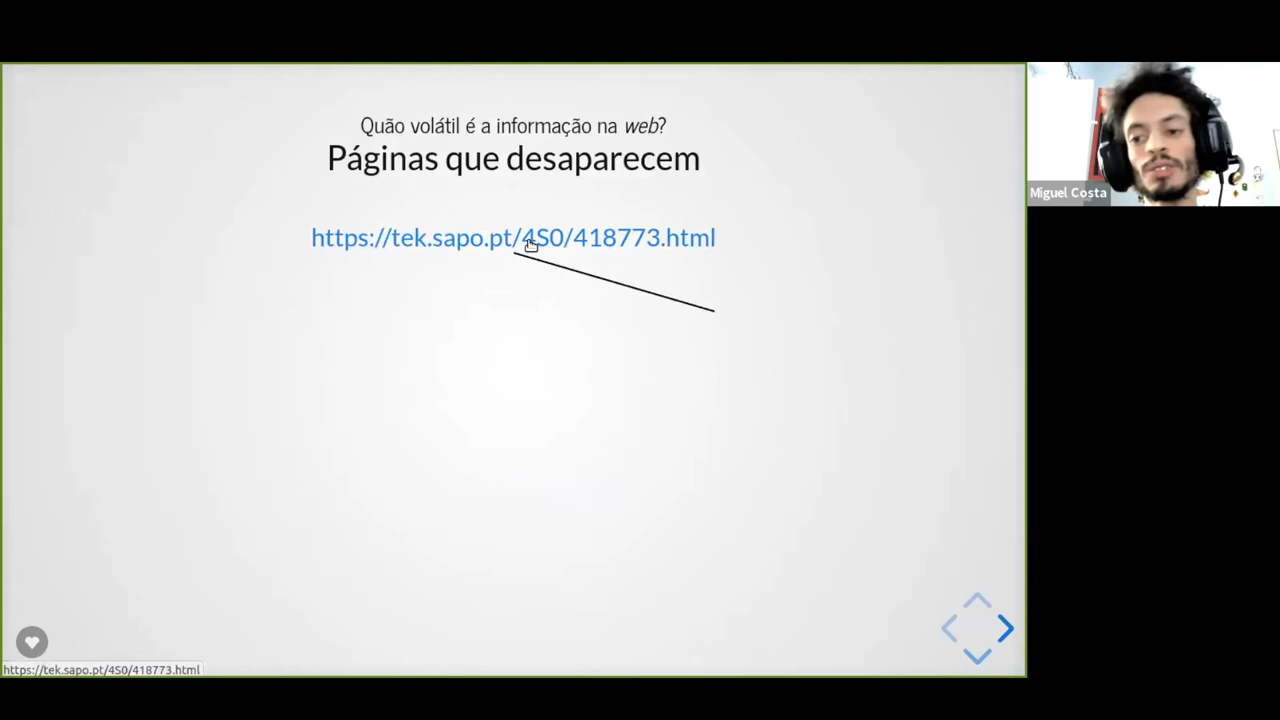 Quão volátil é a informação na web?
Páginas que desaparecem
https://tek.sapo.pt/4S0/418773.html
Miguel Costa
https://tek.sapo.pt/4S0/418773.html